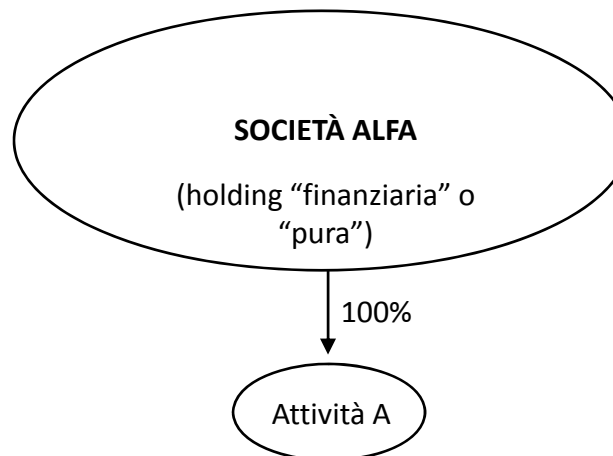 SOCIETÀ ALFA
(holding “finanziaria” o
“pura”)
100%
Attività A